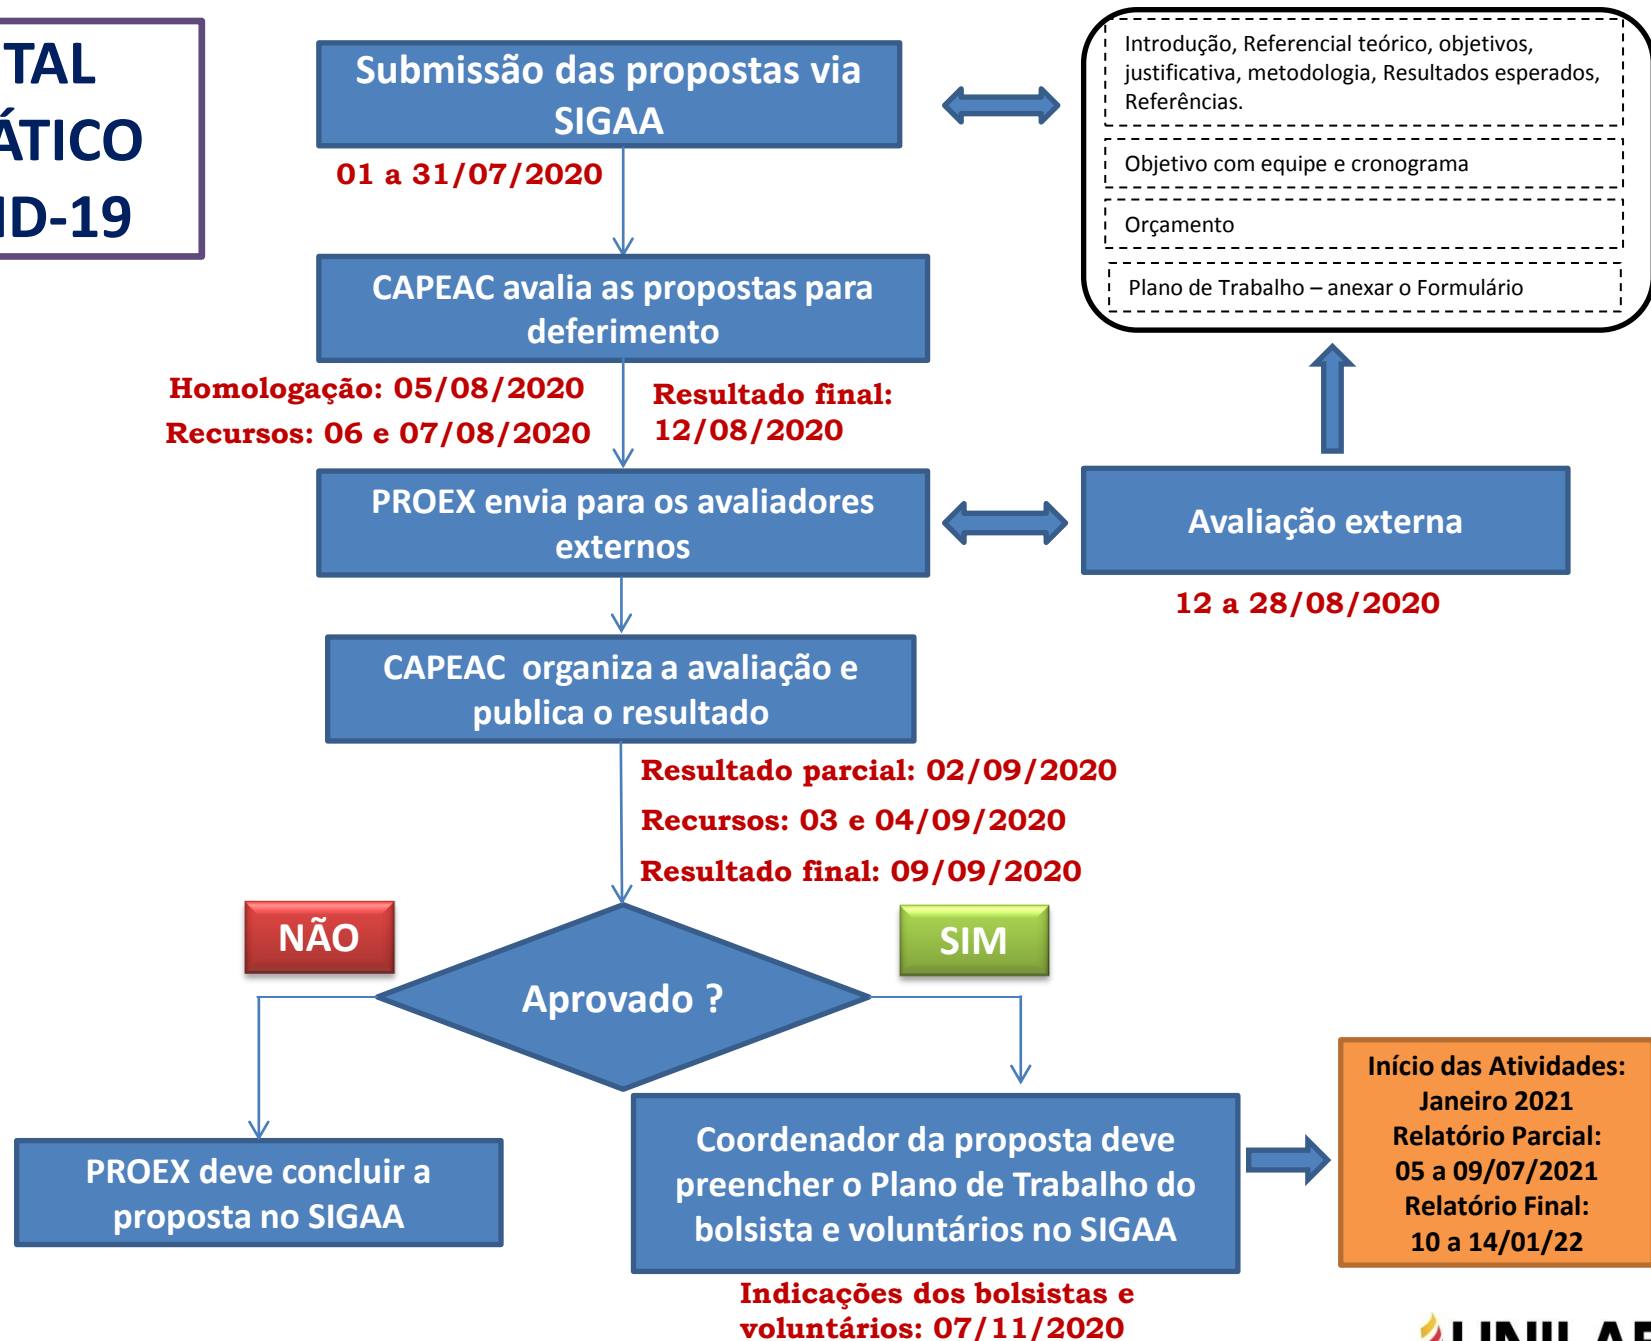 TAL
ÁTICO
ID-19
Submissão das propostas via
SIGAA
01 a 31/07/2020
Introdução, Referencial teórico, objetivos,
justificativa, metodologia, Resultados esperados,
Referências.
Objetivo com equipe e cronograma
Orçamento
Plano de Trabalho – anexar o Formulário
CAPEAC avalia as propostas para
deferimento
Homologação: 05/08/2020
Recursos: 06 e 07/08/2020
Resultado final:
12/08/2020
PROEX envia para os avaliadores
externos
Avaliação externa
12 a 28/08/2020
CAPEAC organiza a avaliação e
publica o resultado
Resultado parcial: 02/09/2020
Recursos: 03 e 04/09/2020
Resultado final: 09/09/2020
NÃO
SIM
Aprovado ?
PROEX deve concluir a
proposta no SIGAA
Coordenador da proposta deve
preencher o Plano de Trabalho do
bolsista e voluntários no SIGAA
Indicações dos bolsistas e
voluntários: 07/11/2020
Início das Atividades:
Janeiro 2021
Relatório Parcial:
05 a 09/07/2021
Relatório Final:
10 a 14/01/22